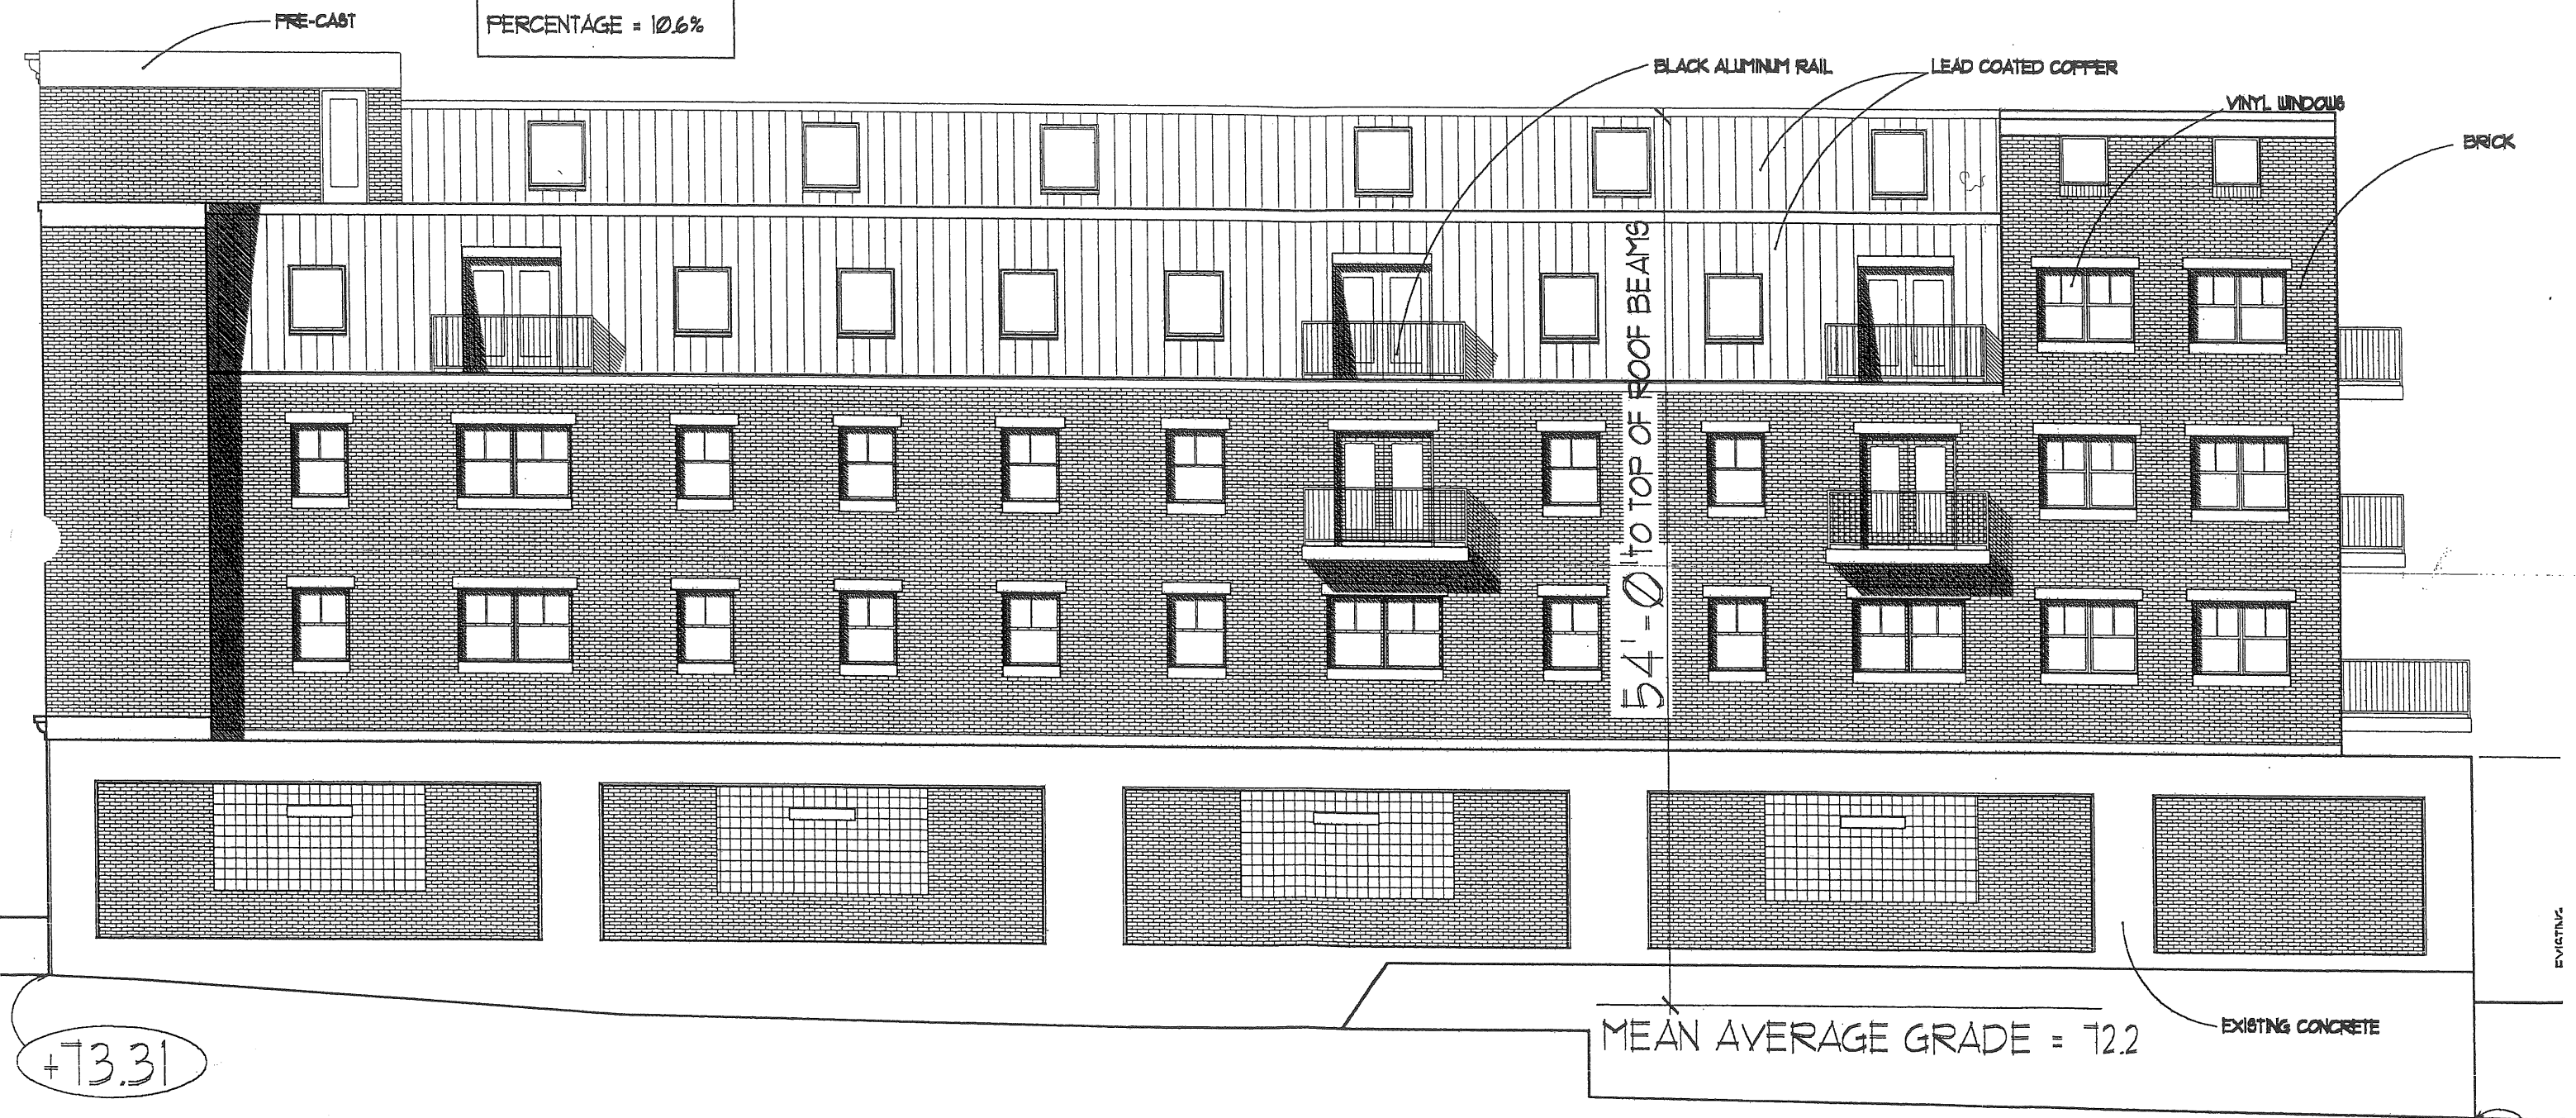 PRE-CAST
PERCENTAGE = 10.6%
BLACK ALUMINUM RAIL
LEAD COATED COPPER
VINYL WINDOWS
BRICK
54'-0" TO TOP OF ROOF BEAMS
EXISTING
EXISTING CONCRETE
MEAN AVERAGE GRADE = 72.2
+73.31